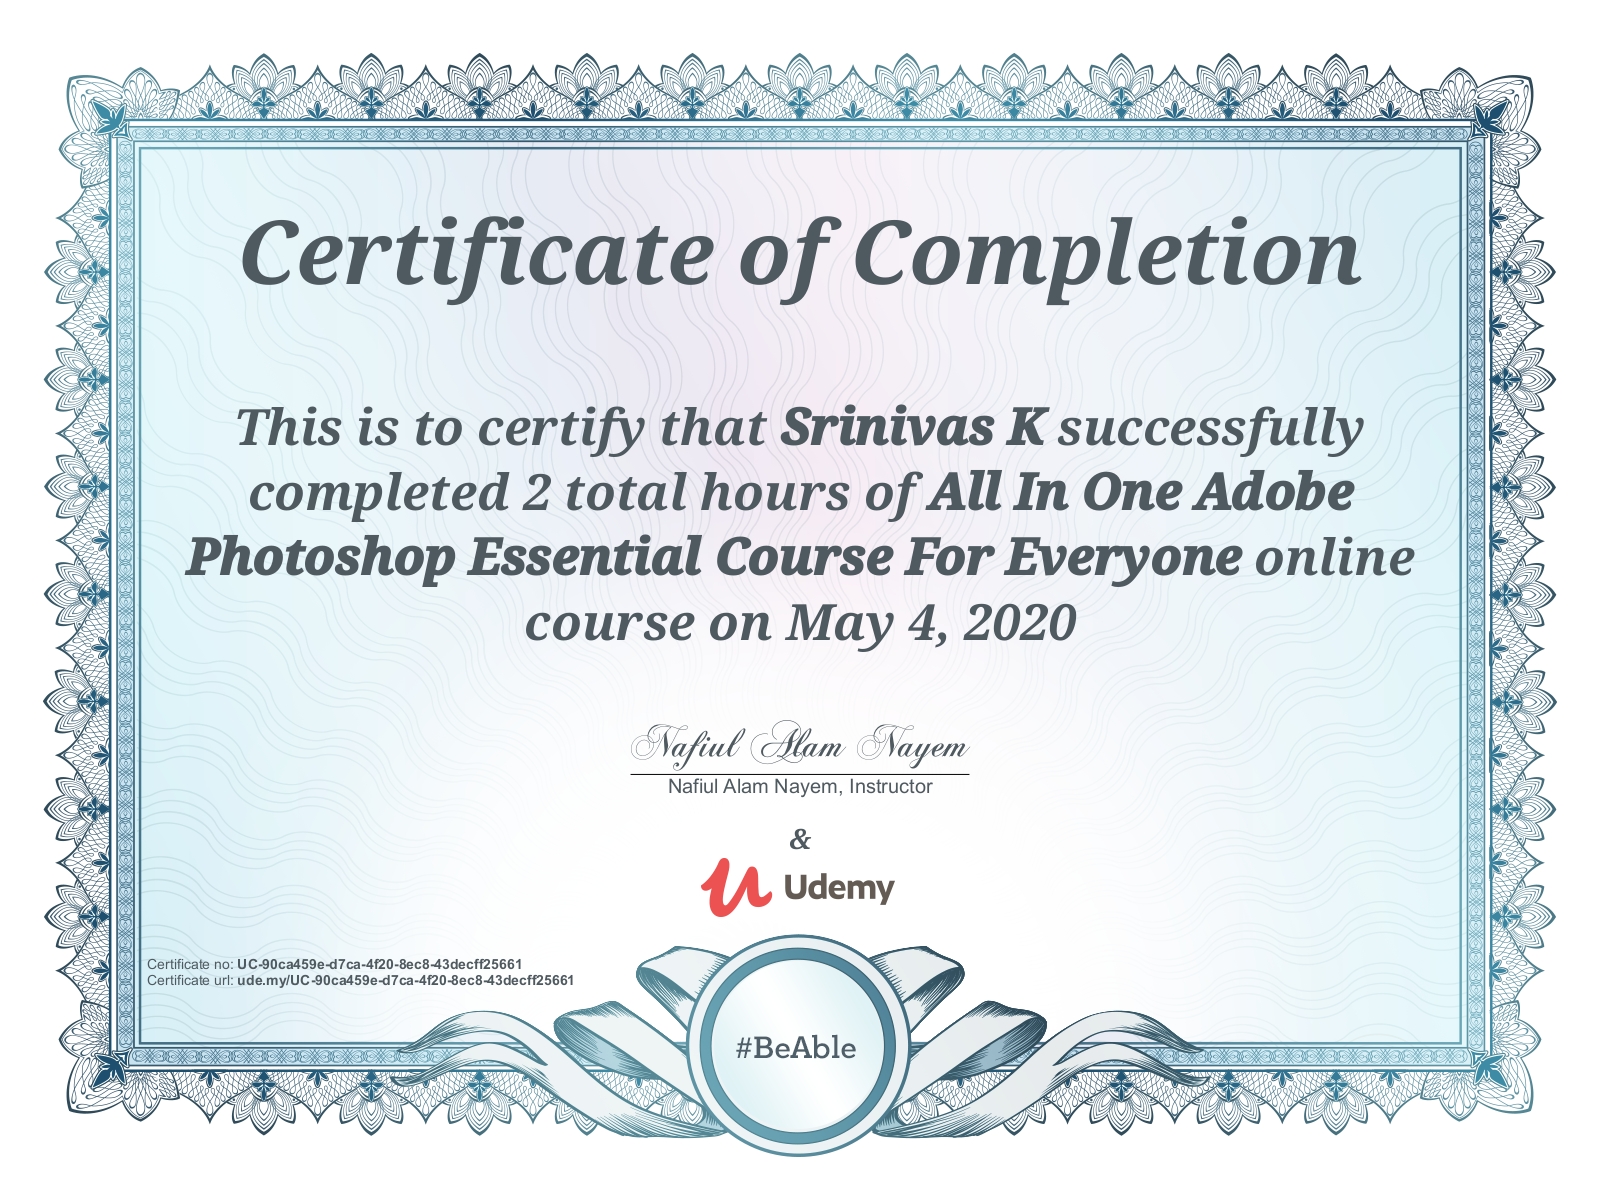 Certificate of Completion
This is to certify that Srinivas K successfully
completed 2 total hours of All In One Adobe
Photoshop Essential Course For Everyone online
course on May 4, 2020
Nafiul Alam Nayem
Nafiul Alam Nayem, Instructor
&
Udemy
Certificate no: UC-90ca459e-d7ca-4f20-8ec8-43decff25661
Certificate url: ude.my/UC-90ca459e-d7ca-4f20-8ec8-43decff25661
#BeAble